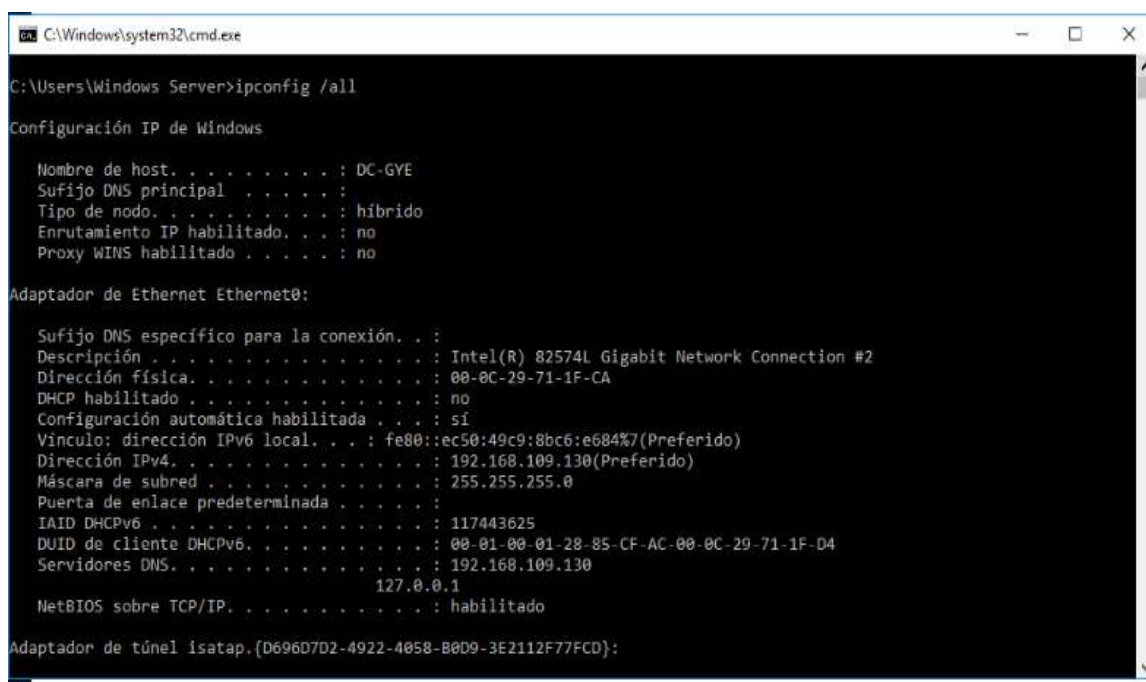 C:\Windows\system32\cmd.exe
C:\Users\Windows Server>ipconfig /all
Configuración IP de Windows
Nombre de host. . . . . . . . . : DC-GYE
Sufijo DNS principal . . . . . :
Tipo de nodo. . . . . . . . . . : híbrido
Enrutamiento IP habilitado. . . : no
Proxy WINS habilitado . . . . . : no
Adaptador de Ethernet Ethernet0:
Sufijo DNS específico para la conexión. . :
Descripción . . . . . . . . . . . . . . . : Intel(R) 82574L Gigabit Network Connection #2
Dirección física. . . . . . . . . . . . . : 00-0C-29-71-1F-CA
DHCP habilitado . . . . . . . . . . . . . : no
Configuración automática habilitada . . . : sí
Vínculo: dirección IPv6 local. . . : fe80::ec50:49c9:8bc6:e684%7(Preferido)
Dirección IPv4. . . . . . . . . . . . . . : 192.168.109.130(Preferido)
Máscara de subred . . . . . . . . . . . . : 255.255.255.0
Puerta de enlace predeterminada . . . . . :
IAID DHCPv6 . . . . . . . . . . . . . . . : 117443625
DUID de cliente DHCPv6. . . . . . . . . . : 00-01-00-01-28-85-CF-AC-00-0C-29-71-1F-D4
Servidores DNS. . . . . . . . . . . . . . : 192.168.109.130
127.0.0.1
NetBIOS sobre TCP/IP. . . . . . . . . . . : habilitado
Adaptador de túnel isatap.{D696D7D2-4922-4058-B0D9-3E2112F77FCD}: